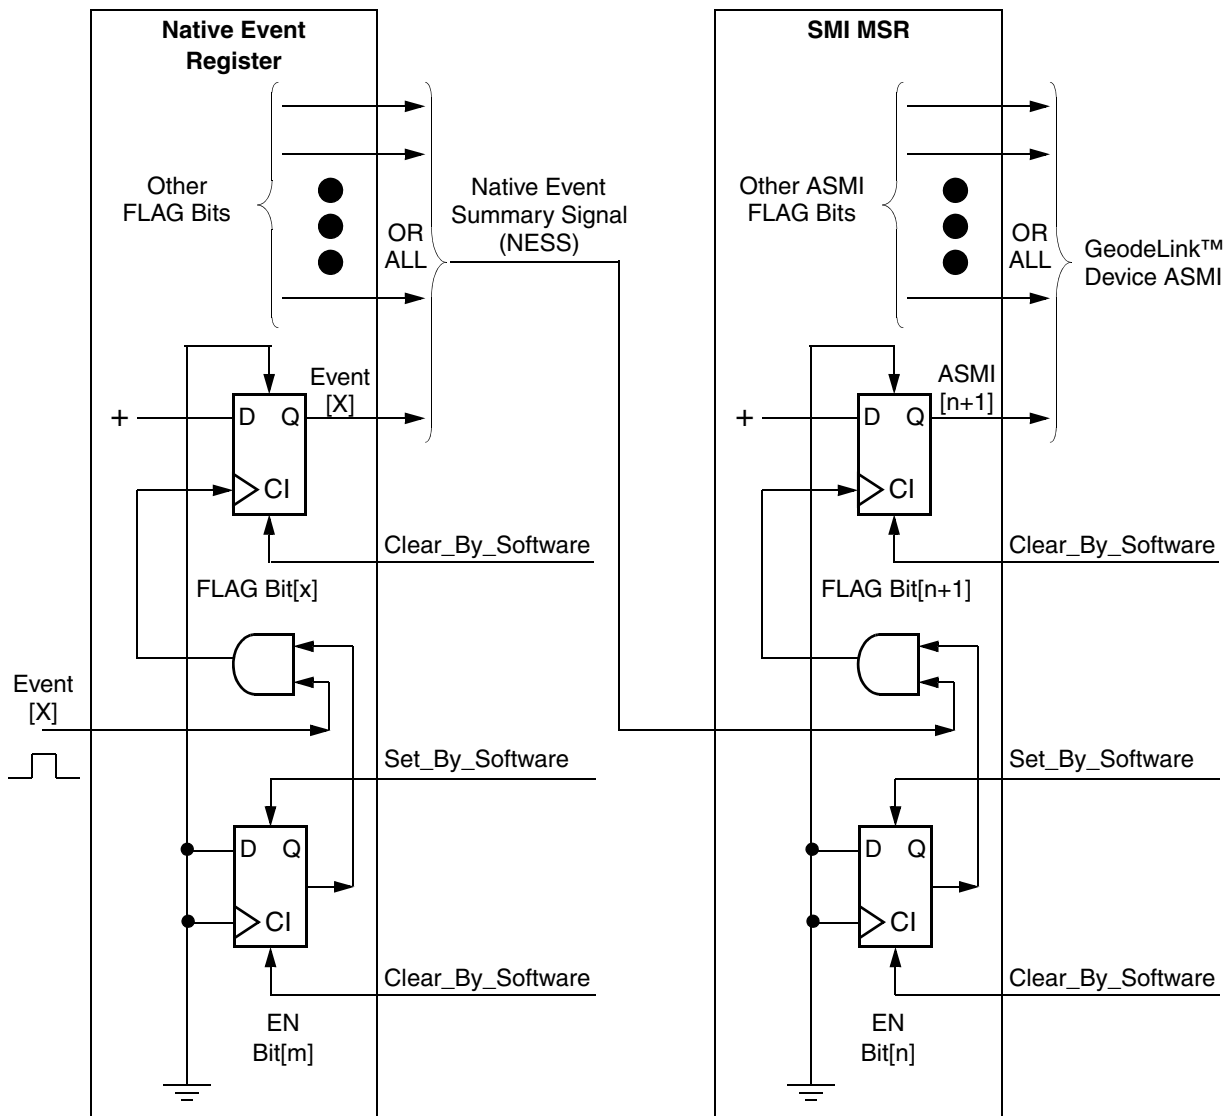 Native Event
Register
Other
FLAG Bits
OR
ALL
Native Event
Summary Signal
(NESS)
Event
[X]
+
D Q
CI
Clear_By_Software
FLAG Bit[x]
Event
[X]
Set_By_Software
D Q
CI
Clear_By_Software
EN
Bit[m]
SMI MSR
Other ASMI
FLAG Bits
OR
ALL
GeodeLink™
Device ASMI
ASMI
[n+1]
+
D Q
CI
Clear_By_Software
FLAG Bit[n+1]
Set_By_Software
D Q
CI
Clear_By_Software
EN
Bit[n]